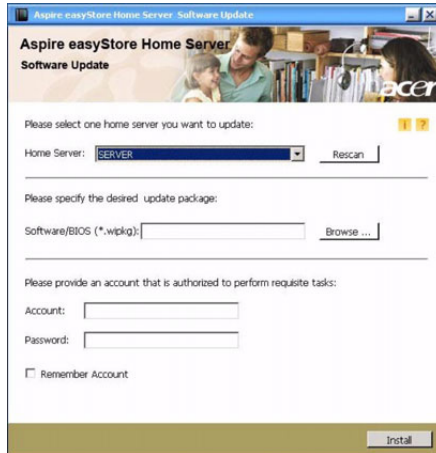 Aspire easyStore Home Server Software Update
Aspire easyStore Home Server
Software Update
acer
Please select one home server you want to update:
i ?
Home Server: SERVER Rescan
Please specify the desired update package:
Software/BIOS (*.wipkg): Browse ...
Please provide an account that is authorized to perform requisite tasks:
Account:
Password:
Remember Account
Install